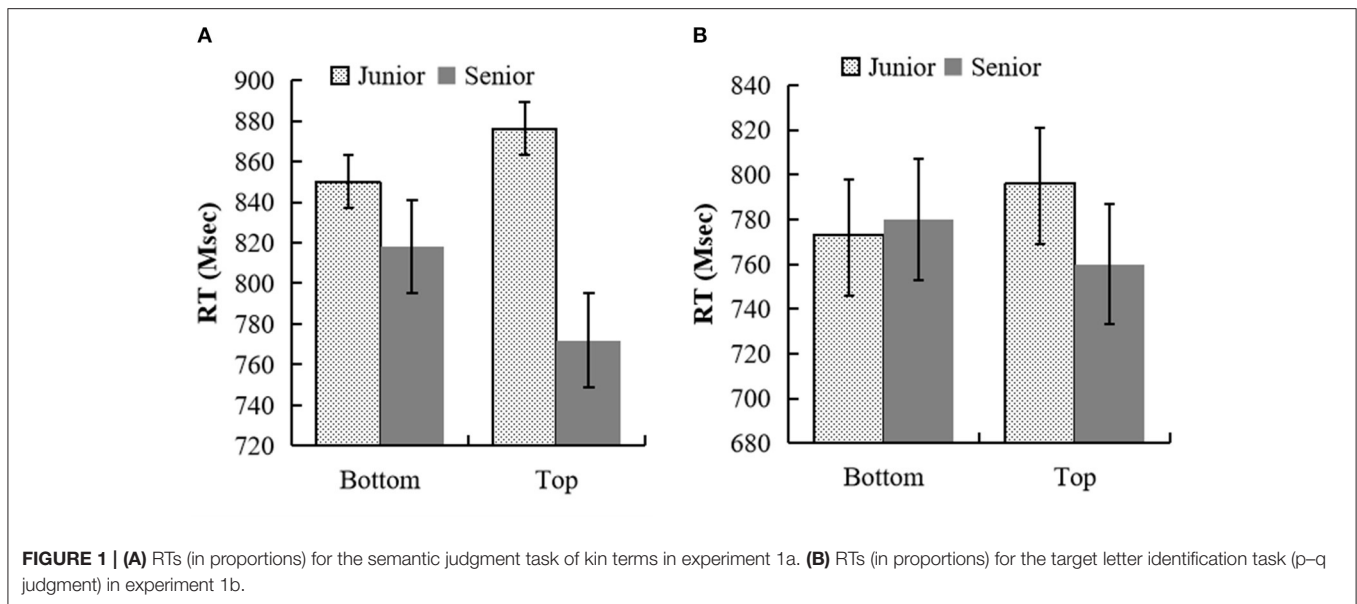 A
Junior Senior
900
880
860
840
820
800
780
760
740
720
RT (Msec)
Bottom Top
B
Junior Senior
840
820
800
780
760
740
720
700
680
RT (Msec)
Bottom Top
FIGURE 1 | (A) RTs (in proportions) for the semantic judgment task of kin terms in experiment 1a. (B) RTs (in proportions) for the target letter identification task (p–q
judgment) in experiment 1b.